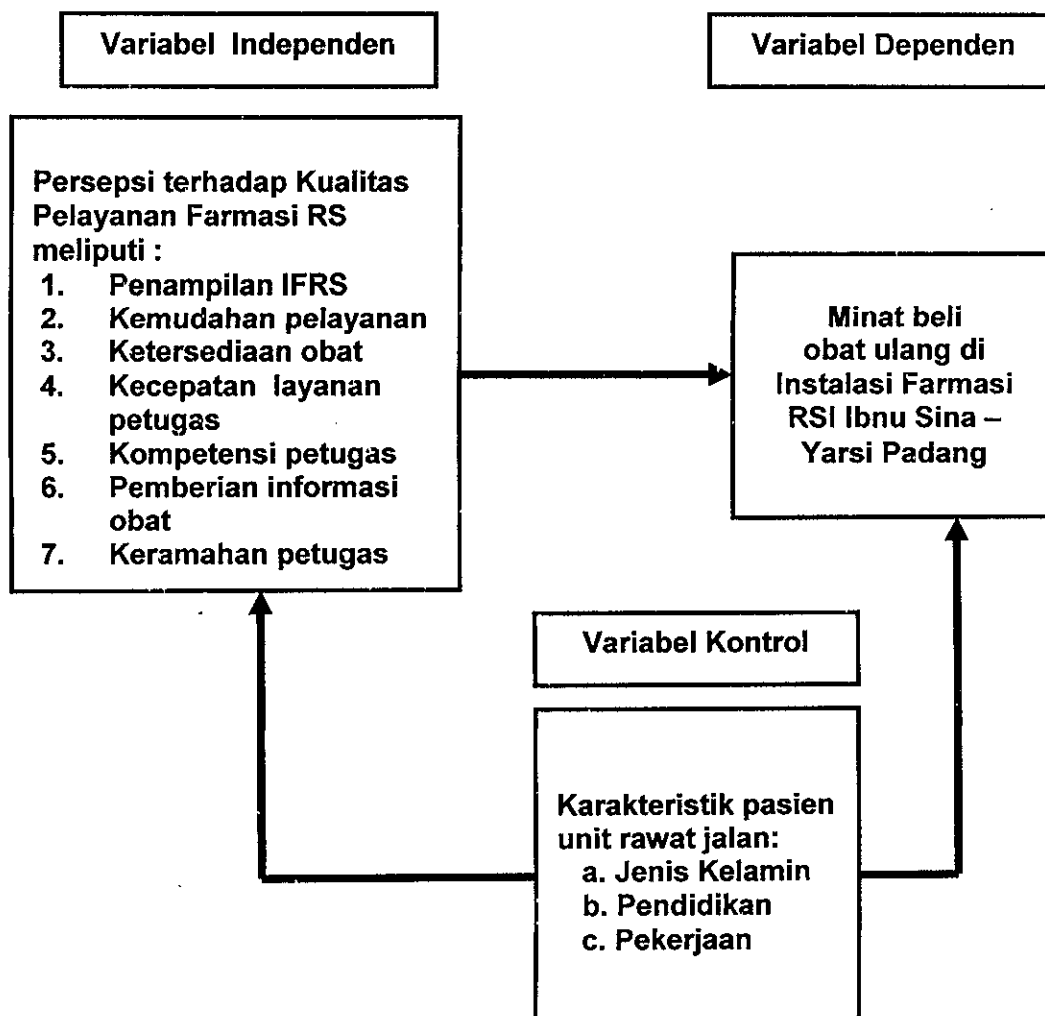 Variabel Independen
Variabel Dependen
Persepsi terhadap Kualitas
Pelayanan Farmasi RS
meliputi :
1. Penampilan IFRS
2. Kemudahan pelayanan
3. Ketersediaan obat
4. Kecepatan layanan
petugas
5. Kompetensi petugas
6. Pemberian informasi
obat
7. Keramahan petugas
Minat beli
obat ulang di
Instalasi Farmasi
RSI Ibnu Sina –
Yarsi Padang
Variabel Kontrol
Karakteristik pasien
unit rawat jalan:
a. Jenis Kelamin
b. Pendidikan
c. Pekerjaan